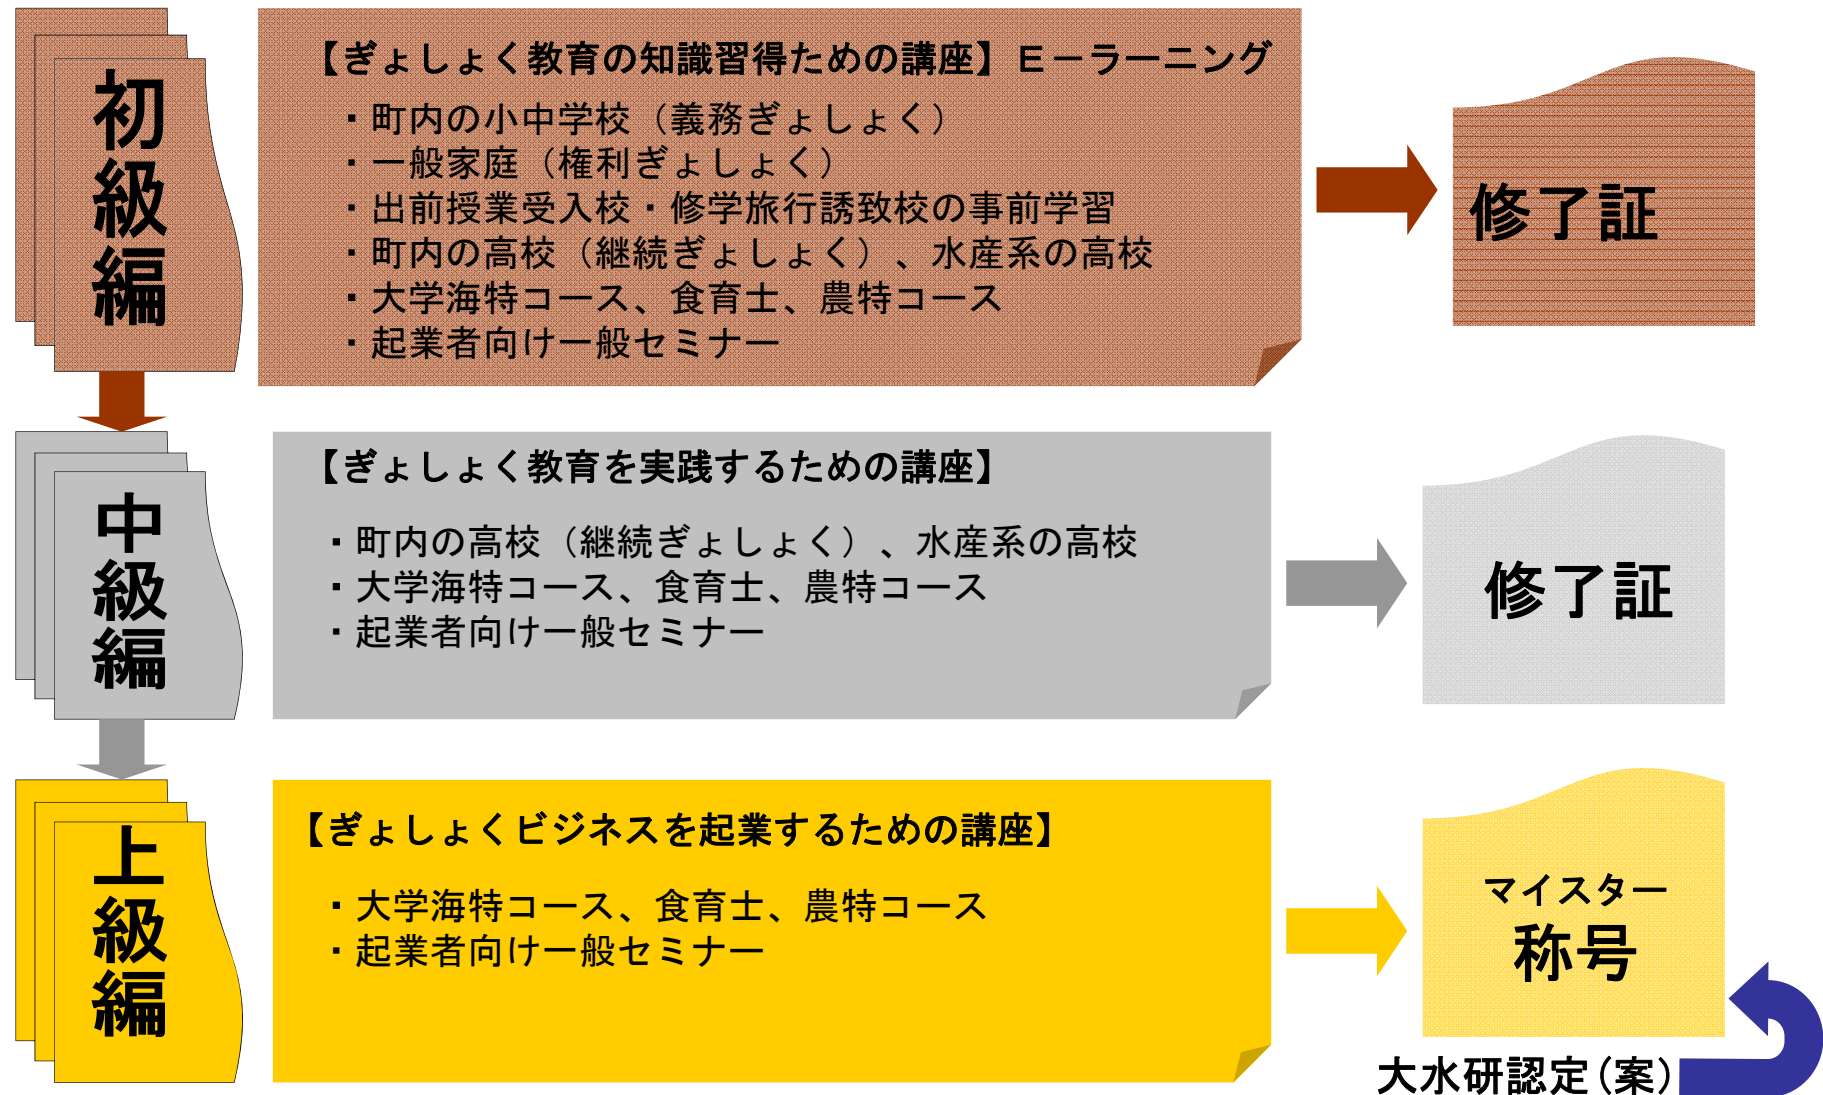 初級編
【ぎょしょく教育の知識習得ための講座】Ｅ－ラーニング
・町内の小中学校（義務ぎょしょく）
・一般家庭（権利ぎょしょく）
・出前授業受入校・修学旅行誘致校の事前学習
・町内の高校（継続ぎょしょく）、水産系の高校
・大学海特コース、食育士、農特コース
・起業者向け一般セミナー
修了証
中級編
【ぎょしょく教育を実践するための講座】
・町内の高校（継続ぎょしょく）、水産系の高校
・大学海特コース、食育士、農特コース
・起業者向け一般セミナー
修了証
上級編
【ぎょしょくビジネスを起業するための講座】
・大学海特コース、食育士、農特コース
・起業者向け一般セミナー
マイスター
称号
大水研認定（案）